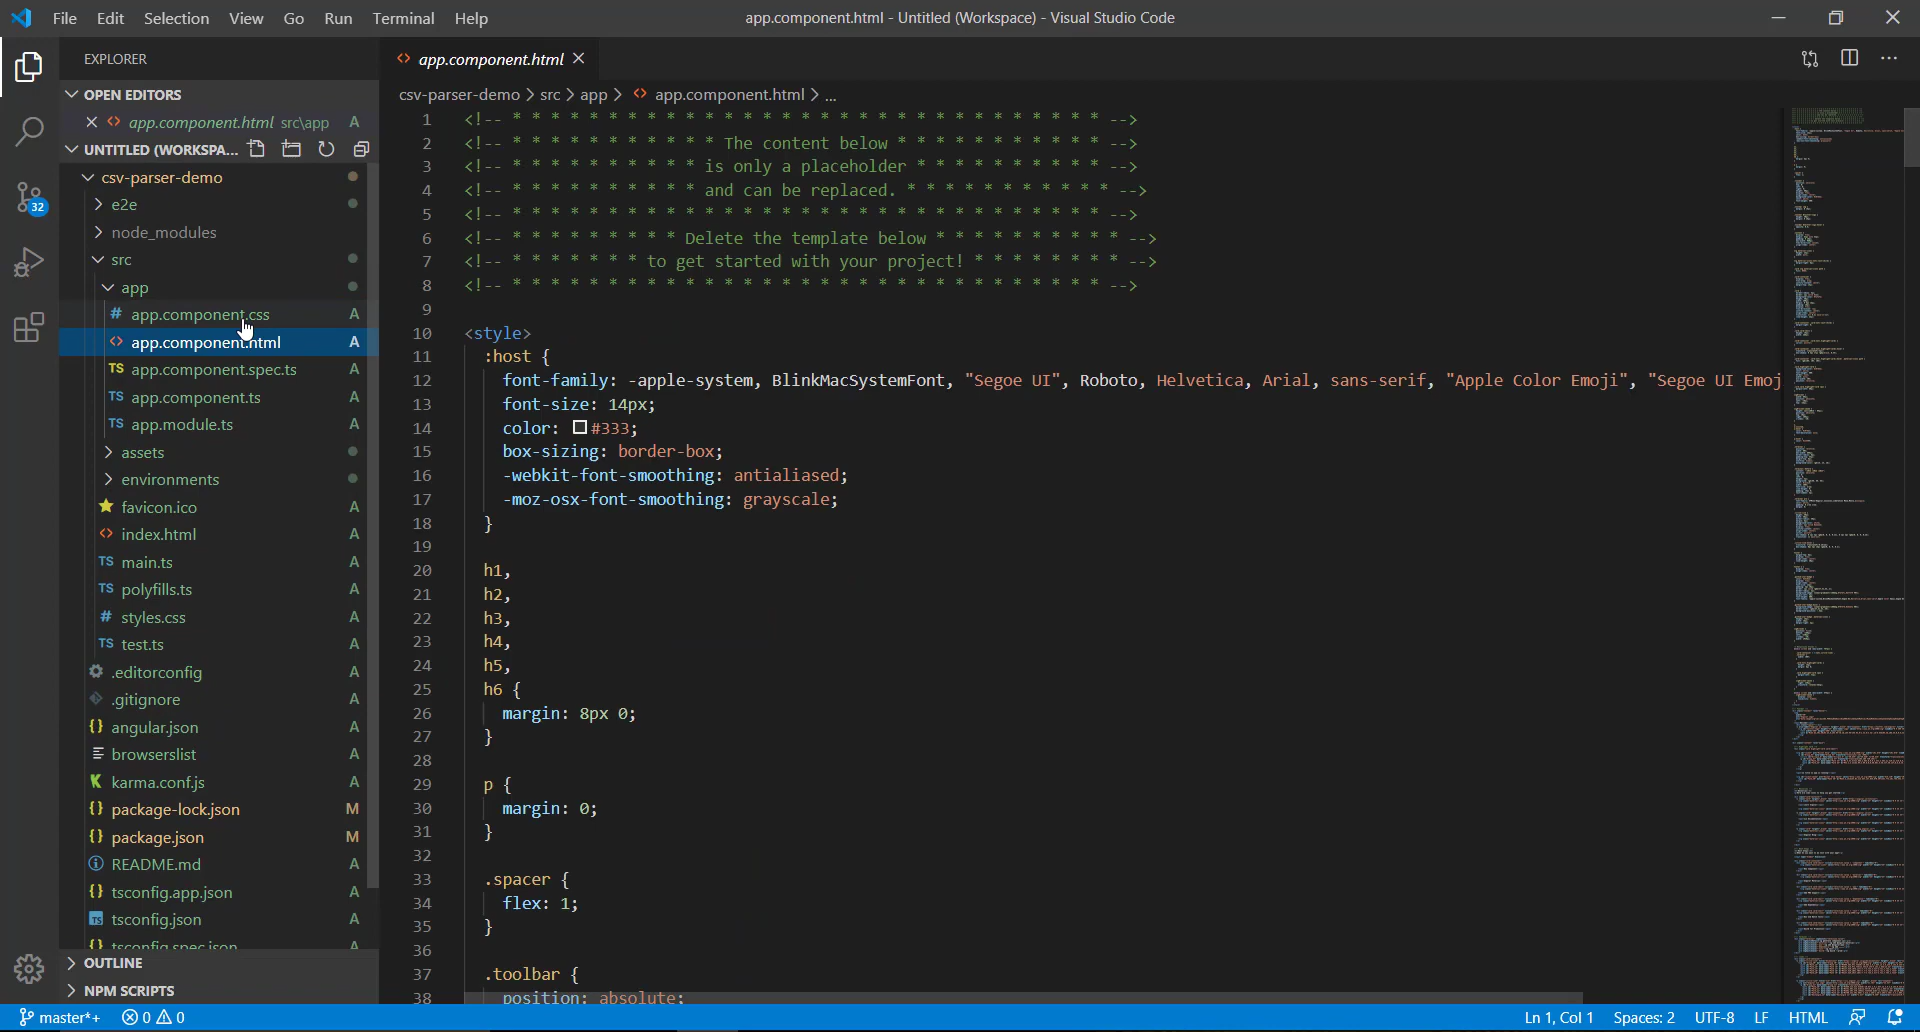 File Edit Selection View Go Run Terminal Help
app.component.html - Untitled (Workspace) - Visual Studio Code
EXPLORER
OPEN EDITORS
app.component.html src\app A
UNTITLED (WORKSPA...
csv-parser-demo
e2e
node_modules
src
app
# app.component.css A
<> app.component.html A
TS app.component.spec.ts A
TS app.component.ts A
TS app.module.ts A
assets
environments
favicon.ico A
<> index.html A
TS main.ts A
TS polyfills.ts A
# styles.css A
TS test.ts A
.editorconfig A
.gitignore A
{} angular.json A
browserslist A
K karma.conf.js A
{} package-lock.json M
{} package.json M
README.md A
{} tsconfig.app.json A
TS tsconfig.json A
{} tsconfig.spec.json A
OUTLINE
NPM SCRIPTS
32
<> app.component.html
csv-parser-demo > src > app > <> app.component.html > ...
1 <!-- * * * * * * * * * * * * * * * * * * * * * * * * * * * * * * * -->
2 <!-- * * * * * * * * * * * The content below * * * * * * * * * * * -->
3 <!-- * * * * * * * * * * is only a placeholder * * * * * * * * * * -->
4 <!-- * * * * * * * * * * and can be replaced. * * * * * * * * * * * -->
5 <!-- * * * * * * * * * * * * * * * * * * * * * * * * * * * * * * * -->
6 <!-- * * * * * * * * * Delete the template below * * * * * * * * * * -->
7 <!-- * * * * * * * to get started with your project! * * * * * * * * -->
8 <!-- * * * * * * * * * * * * * * * * * * * * * * * * * * * * * * * -->
9
10 <style>
11 :host {
12 font-family: -apple-system, BlinkMacSystemFont, "Segoe UI", Roboto, Helvetica, Arial, sans-serif, "Apple Color Emoji", "Segoe UI Emoj
13 font-size: 14px;
14 color: #333;
15 box-sizing: border-box;
16 -webkit-font-smoothing: antialiased;
17 -moz-osx-font-smoothing: grayscale;
18 }
19
20 h1,
21 h2,
22 h3,
23 h4,
24 h5,
25 h6 {
26 margin: 8px 0;
27 }
28
29 p {
30 margin: 0;
31 }
32
33 .spacer {
34 flex: 1;
35 }
36
37 .toolbar {
38 position: absolute;
master*+ 0 0
Ln 1, Col 1 Spaces: 2 UTF-8 LF HTML